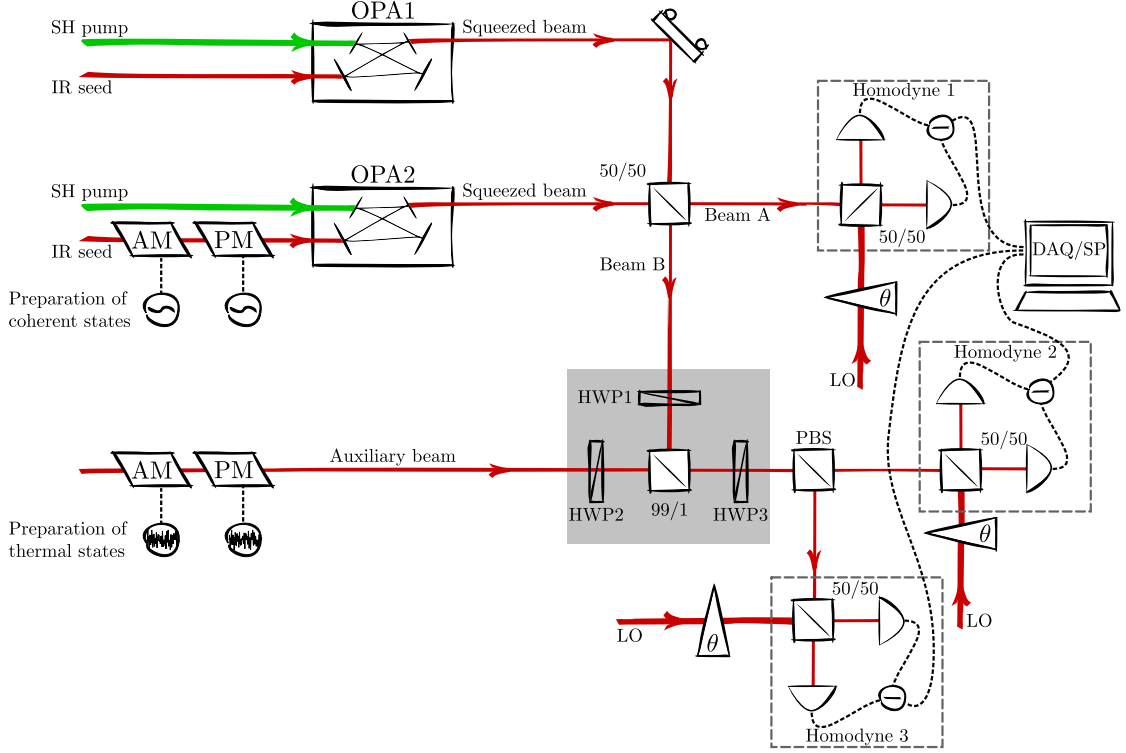 OPA1
SH pump
Squeezed beam
IR seed
Homodyne 1
50/50
OPA2
SH pump
Squeezed beam
Beam A
50/50
AM
PM
IR seed
DAQ/SP
Beam B
θ
Preparation of
coherent states
LO
Homodyne 2
HWP1
50/50
PBS
AM
PM
Auxiliary beam
HWP2
99/1
HWP3
Preparation of
thermal states
θ
50/50
LO
θ
LO
Homodyne 3